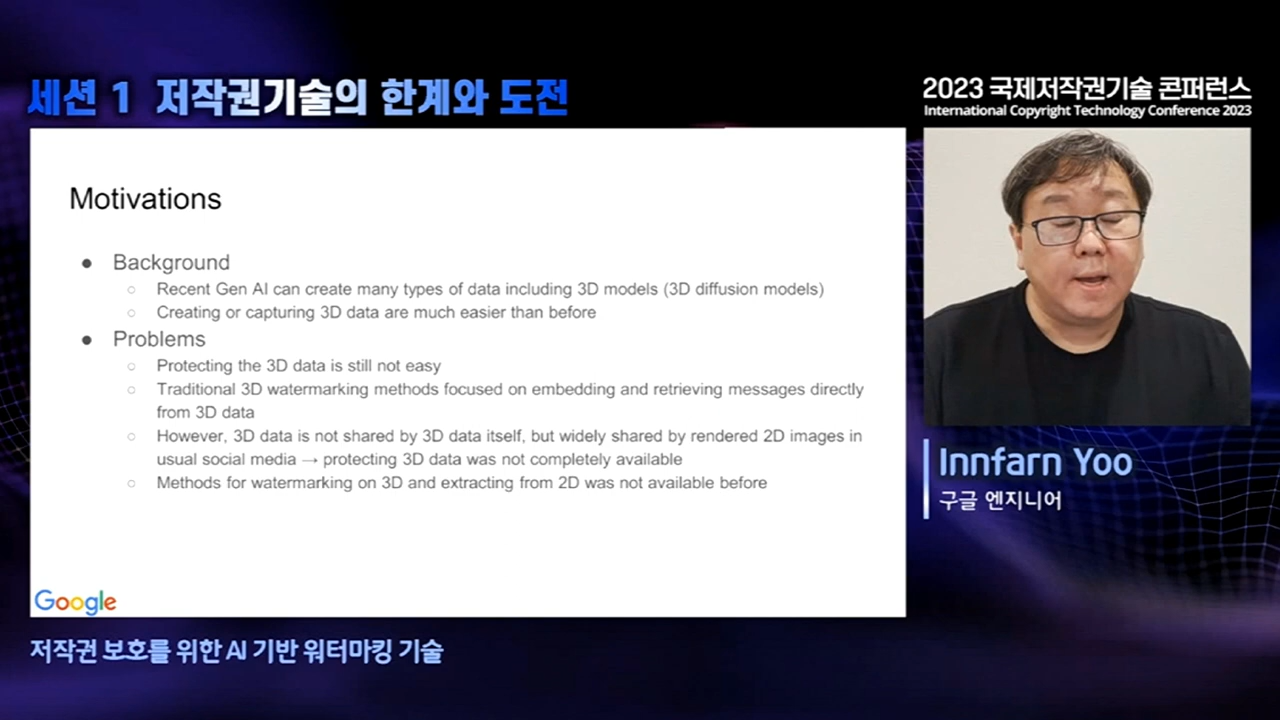 세션 1 저작권기술의 한계와 도전
2023 국제저작권기술 콘퍼런스
International Copyright Technology Conference 2023
Motivations
● Background
○ Recent Gen AI can create many types of data including 3D models (3D diffusion models)
○ Creating or capturing 3D data are much easier than before
● Problems
○ Protecting the 3D data is still not easy
○ Traditional 3D watermarking methods focused on embedding and retrieving messages directly
from 3D data
○ However, 3D data is not shared by 3D data itself, but widely shared by rendered 2D images in
usual social media → protecting 3D data was not completely available
○ Methods for watermarking on 3D and extracting from 2D was not available before
Google
Innfarn Yoo
구글 엔지니어
저작권 보호를 위한 AI 기반 워터마킹 기술